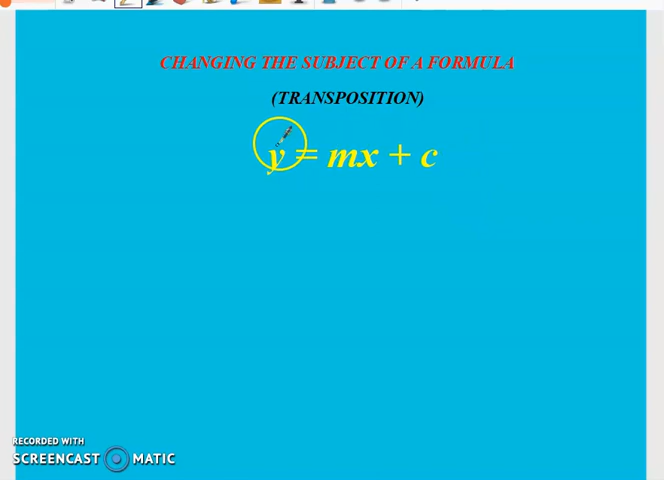 CHANGING THE SUBJECT OF A FORMULA
(TRANSPOSITION)
y = mx + c
RECORDED WITH
SCREENCAST MATIC